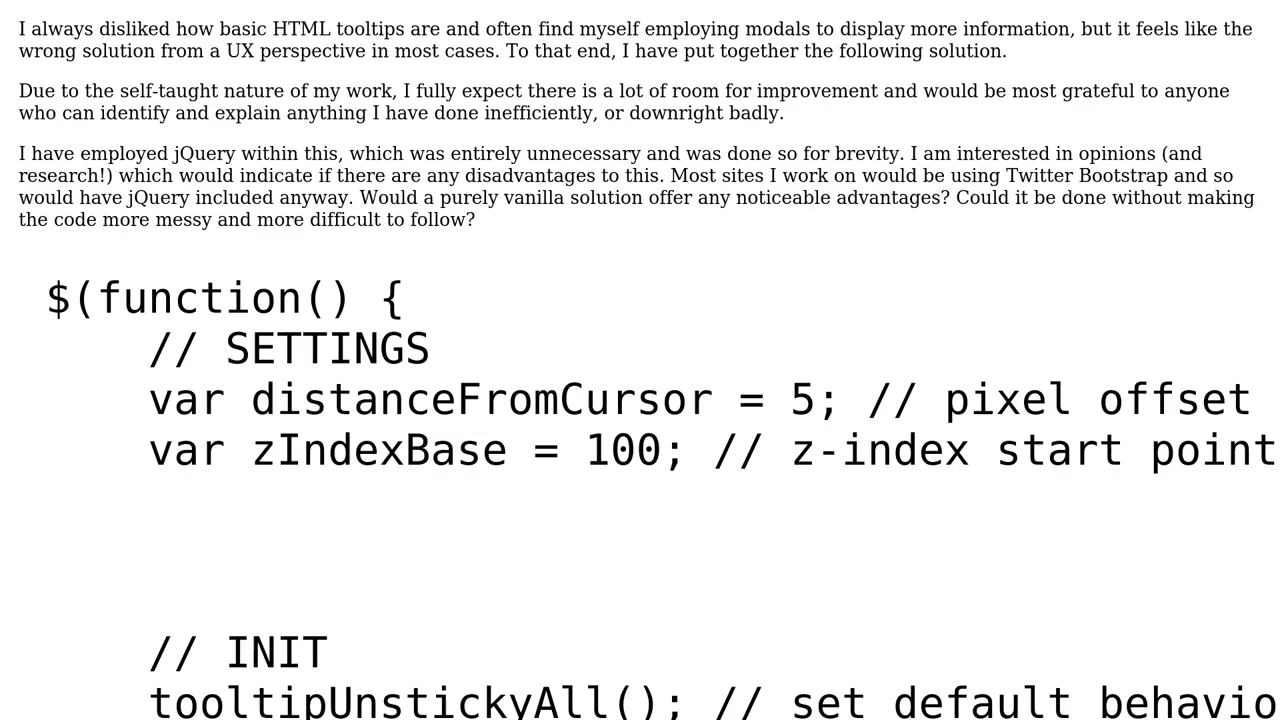 I always disliked how basic HTML tooltips are and often find myself employing modals to display more information, but it feels like the
wrong solution from a UX perspective in most cases. To that end, I have put together the following solution.
Due to the self-taught nature of my work, I fully expect there is a lot of room for improvement and would be most grateful to anyone
who can identify and explain anything I have done inefficiently, or downright badly.
I have employed jQuery within this, which was entirely unnecessary and was done so for brevity. I am interested in opinions (and
research!) which would indicate if there are any disadvantages to this. Most sites I work on would be using Twitter Bootstrap and so
would have jQuery included anyway. Would a purely vanilla solution offer any noticeable advantages? Could it be done without making
the code more messy and more difficult to follow?
$(function() {
// SETTINGS
var distanceFromCursor = 5; // pixel offset
var zIndexBase = 100; // z-index start point
// INIT
tooltipUnstickyAll(); // set default behavio